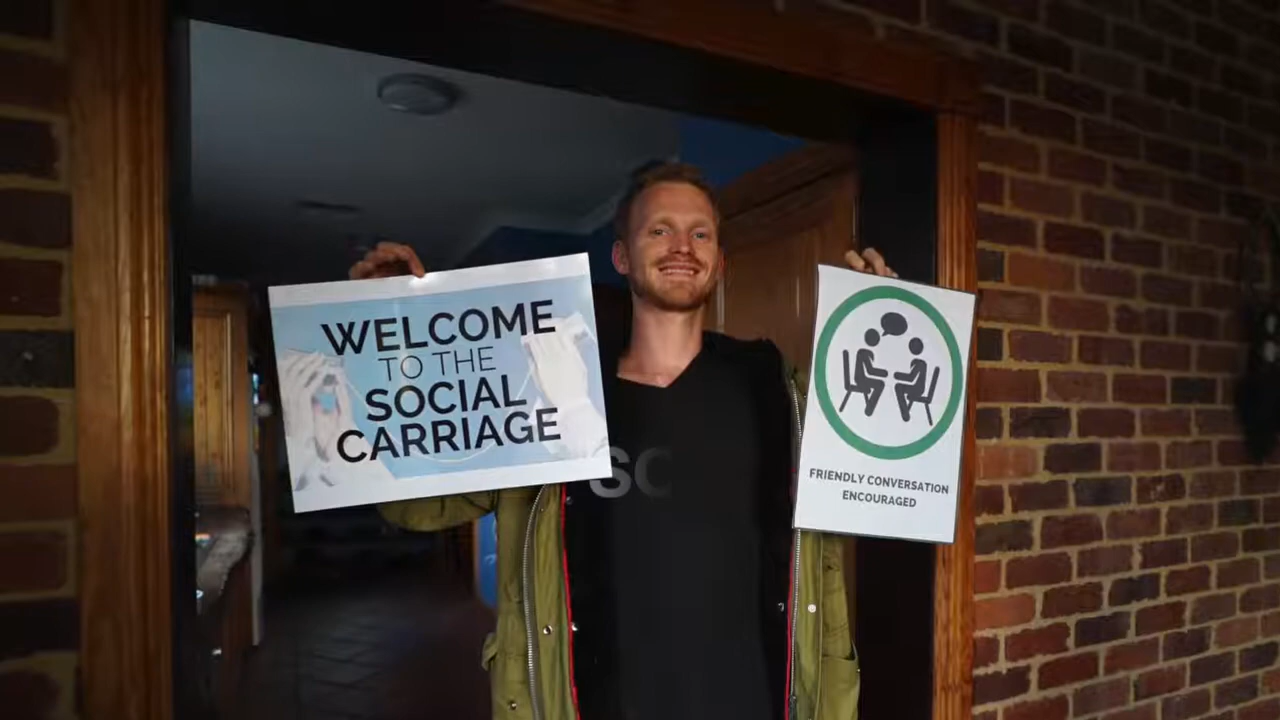 WELCOME
TO THE
SOCIAL
CARRIAGE
FRIENDLY CONVERSATION
ENCOURAGED